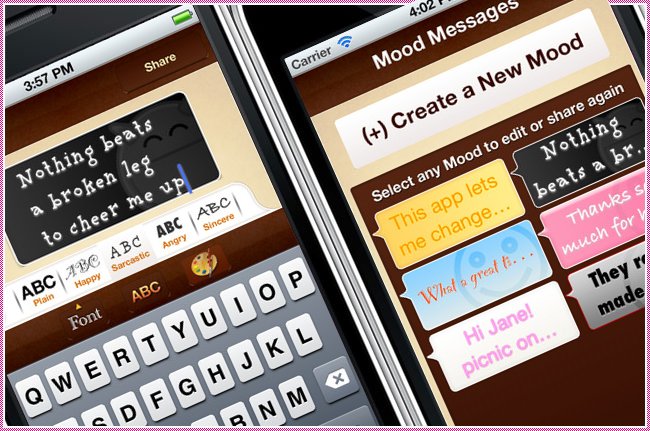 3:57 PM
Share
Nothing beats
a broken leg
to cheer me up
ABC ABC ABC ABC ABC
Plain Happy Sarcastic Angry Sincere
Font ABC
Q W E R T Y U I O P
S D F G H J K L
B N M
Carrier 4:02
Mood Messages
(+) Create a New Mood
Select any Mood to edit or share again
This app lets
me change...
Nothing
beats a br...
What a great ti...
Thanks so
much for
Hi Jane!
picnic on...
They
made